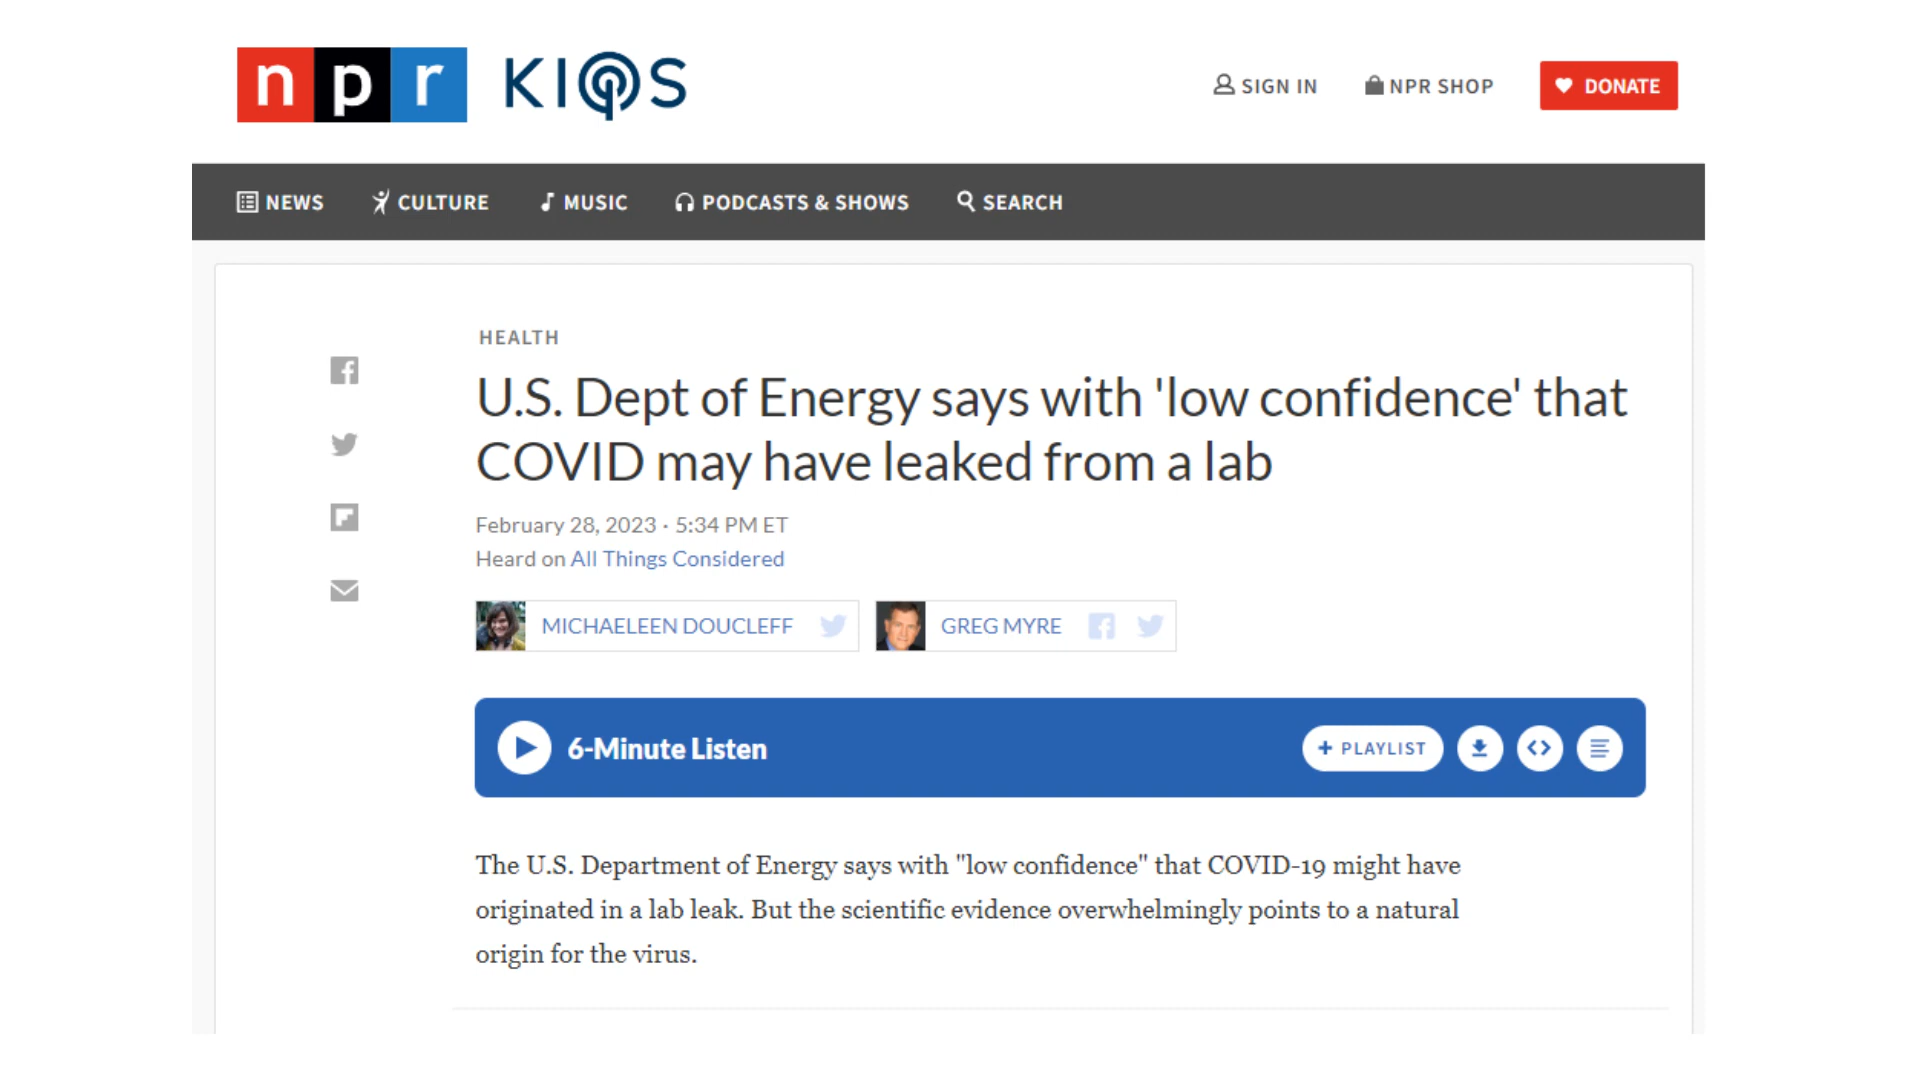 npr KIOS
SIGN IN
NPR SHOP
DONATE
NEWS
CULTURE
MUSIC
PODCASTS & SHOWS
SEARCH
HEALTH
U.S. Dept of Energy says with 'low confidence' that
COVID may have leaked from a lab
February 28, 2023 · 5:34 PM ET
Heard on All Things Considered
MICHAELEEN DOUCLEFF
GREG MYRE
6-Minute Listen
+ PLAYLIST
The U.S. Department of Energy says with "low confidence" that COVID-19 might have
originated in a lab leak. But the scientific evidence overwhelmingly points to a natural
origin for the virus.